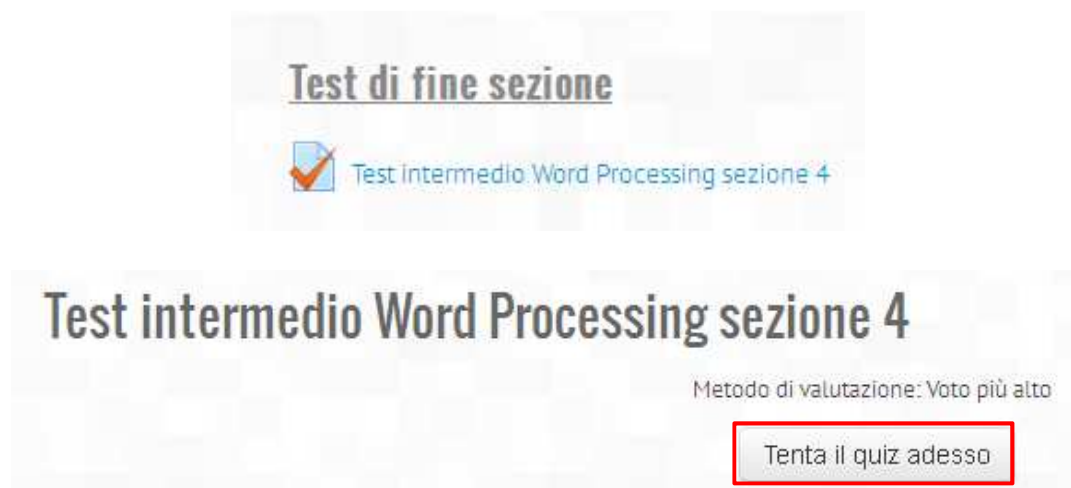 Test di fine sezione
Test intermedio Word Processing sezione 4
Test intermedio Word Processing sezione 4
Metodo di valutazione: Voto più alto
Tenta il quiz adesso